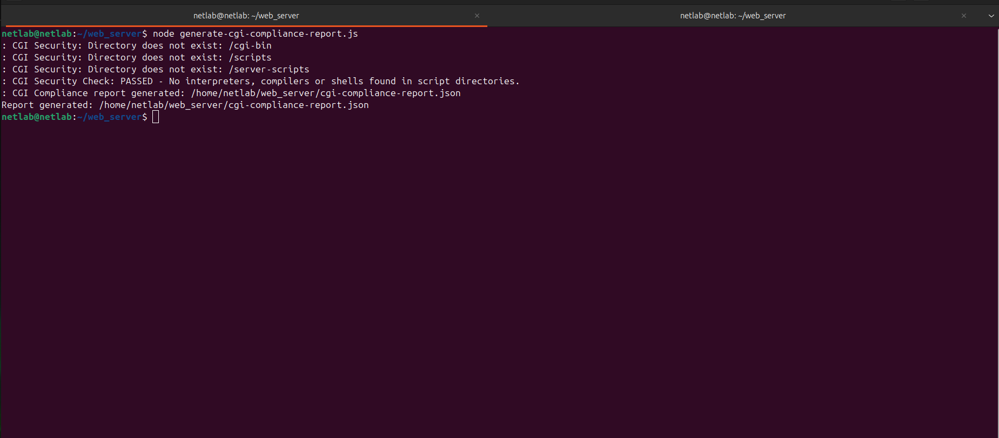 netlab@netlab: ~/web_server × netlab@netlab: ~/web_server ×
netlab@netlab:~/web_server$ node generate-cgi-compliance-report.js
: CGI Security: Directory does not exist: /cgi-bin
: CGI Security: Directory does not exist: /scripts
: CGI Security: Directory does not exist: /server-scripts
: CGI Security Check: PASSED - No interpreters, compilers or shells found in script directories.
: CGI Compliance report generated: /home/netlab/web_server/cgi-compliance-report.json
Report generated: /home/netlab/web_server/cgi-compliance-report.json
netlab@netlab:~/web_server$